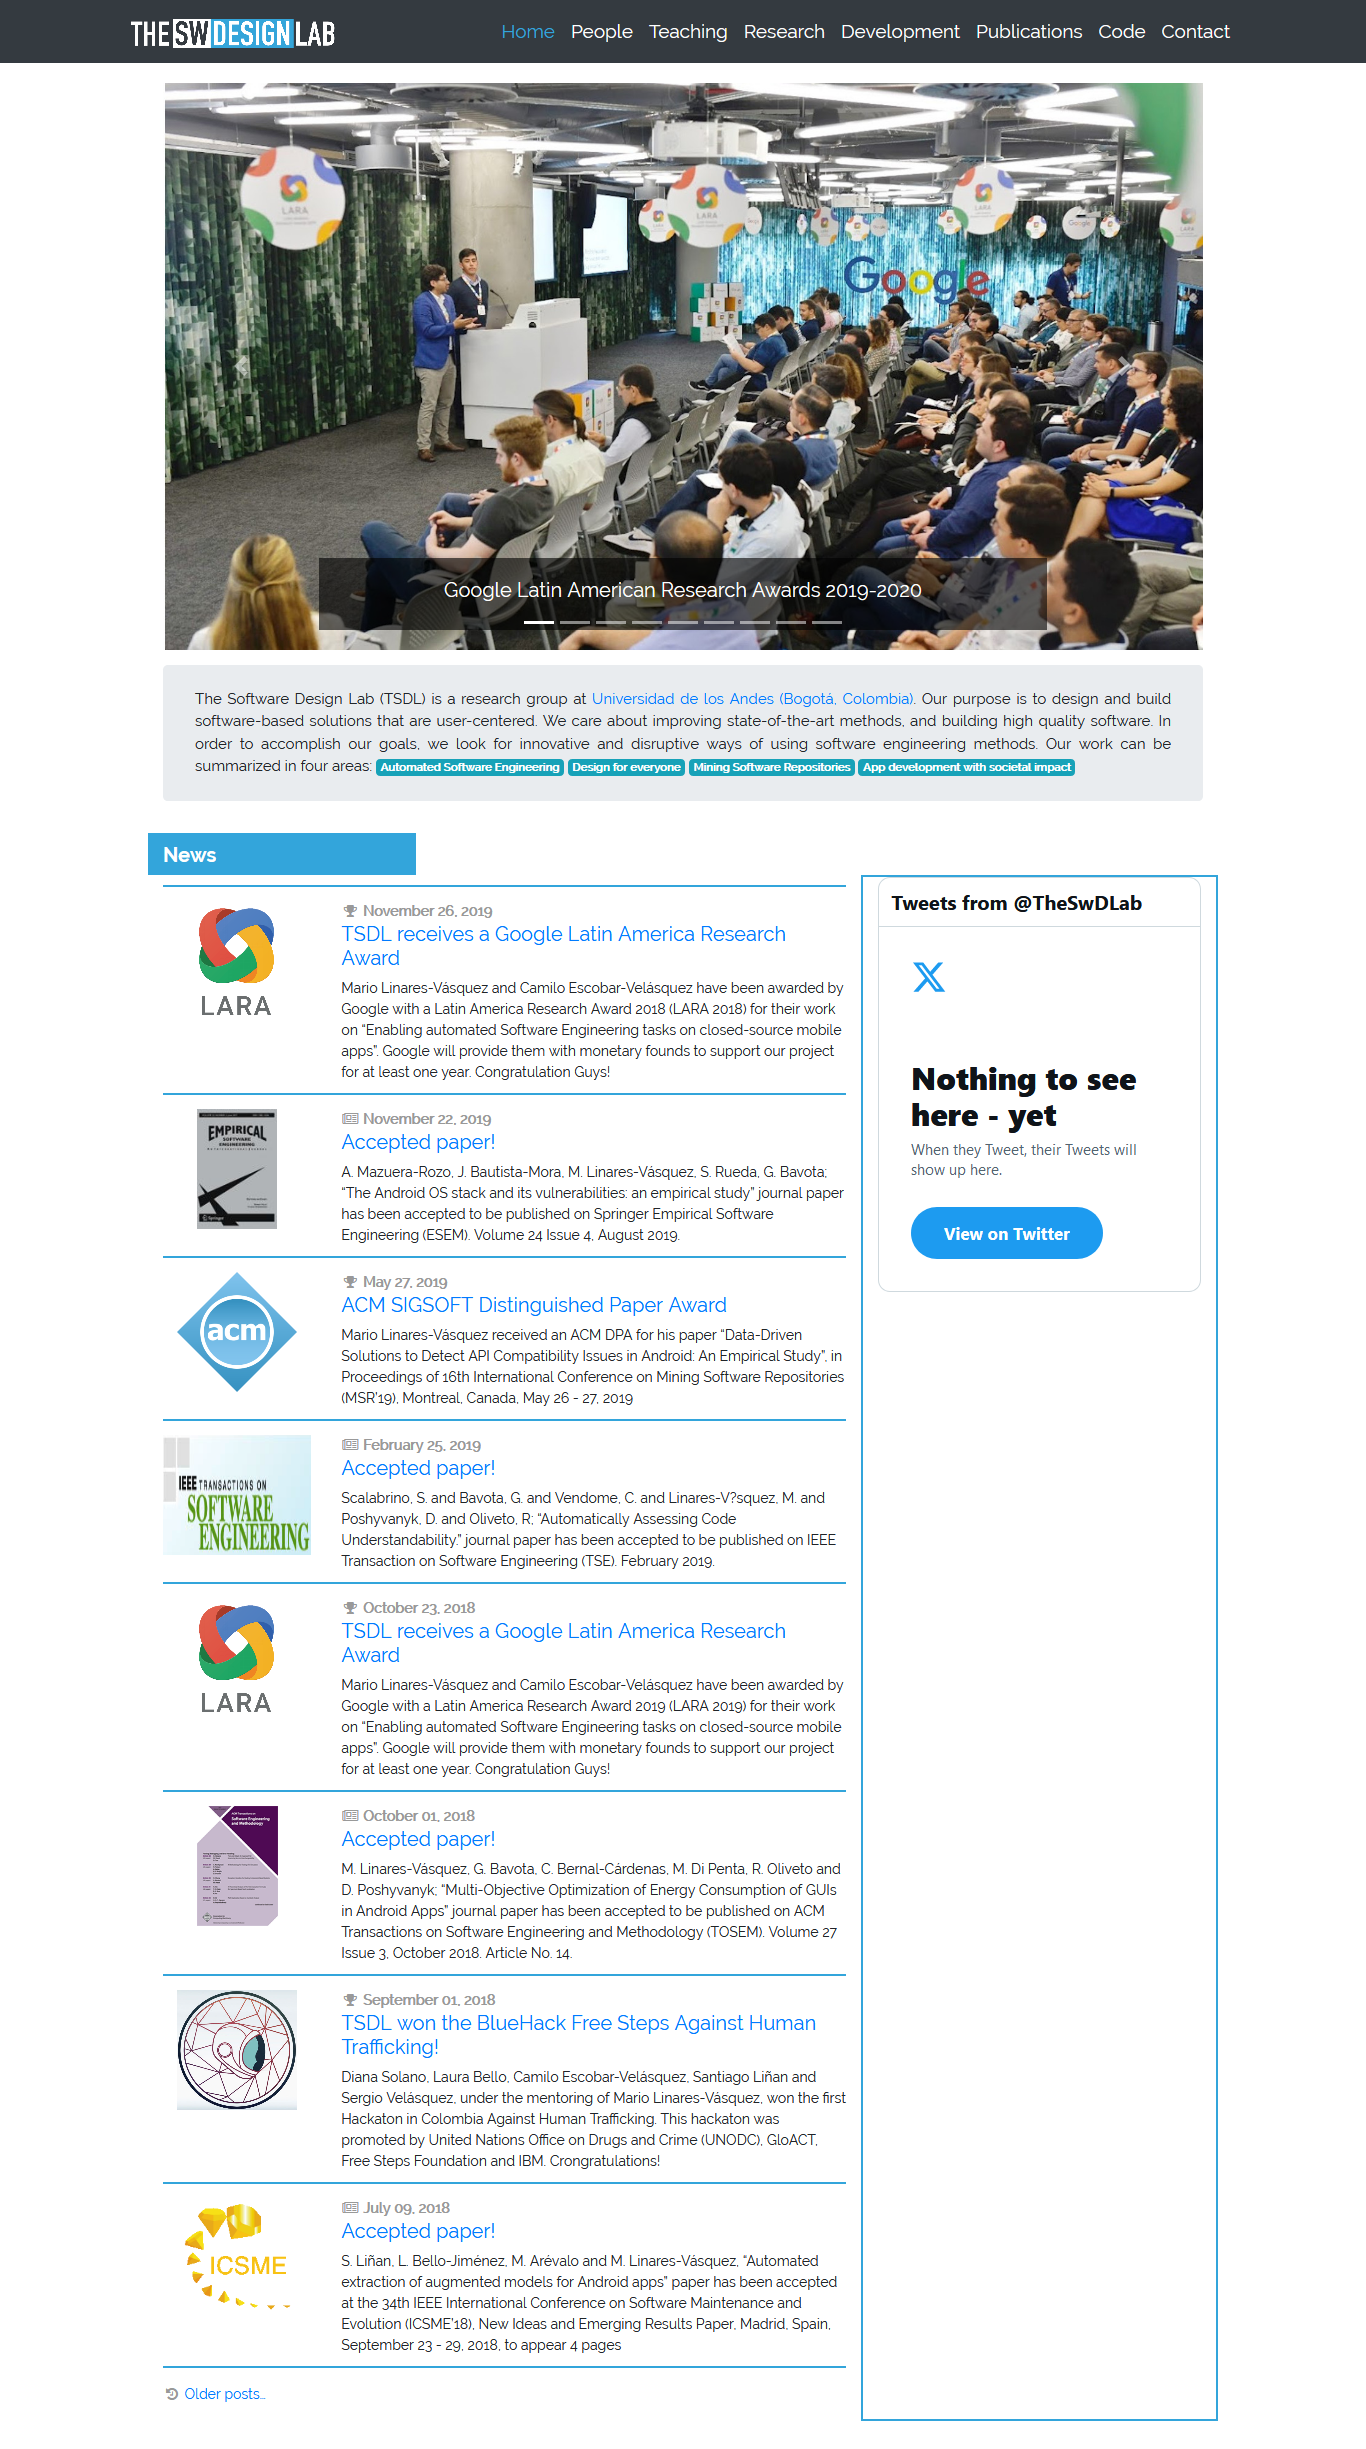 THE SW DESIGN LAB
Home People Teaching Research Development Publications Code Contact
LARA
LARA
LARA
Google
Google Latin American Research Awards 2019-2020
The Software Design Lab (TSDL) is a research group at Universidad de los Andes (Bogotá, Colombia). Our purpose is to design and build
software-based solutions that are user-centered. We care about improving state-of-the-art methods, and building high quality software. In
order to accomplish our goals, we look for innovative and disruptive ways of using software engineering methods. Our work can be
summarized in four areas: Automated Software Engineering Design for everyone Mining Software Repositories App development with societal impact
News
LARA
November 26, 2019
TSDL receives a Google Latin America Research
Award
Mario Linares-Vásquez and Camilo Escobar-Velásquez have been awarded by
Google with a Latin America Research Award 2018 (LARA 2018) for their work
on “Enabling automated Software Engineering tasks on closed-source mobile
apps”. Google will provide them with monetary founds to support our project
for at least one year. Congratulation Guys!
EMPIRICAL
SOFTWARE
ENGINEERING
November 22, 2019
Accepted paper!
A. Mazuera-Rozo, J. Bautista-Mora, M. Linares-Vásquez, S. Rueda, G. Bavota;
“The Android OS stack and its vulnerabilities: an empirical study” journal paper
has been accepted to be published on Springer Empirical Software
Engineering (ESEM). Volume 24 Issue 4, August 2019.
acm
May 27, 2019
ACM SIGSOFT Distinguished Paper Award
Mario Linares-Vásquez received an ACM DPA for his paper “Data-Driven
Solutions to Detect API Compatibility Issues in Android: An Empirical Study”, in
Proceedings of 16th International Conference on Mining Software Repositories
(MSR’19), Montreal, Canada, May 26 - 27, 2019
IEEE TRANSACTIONS ON
SOFTWARE
ENGINEERING
February 25, 2019
Accepted paper!
Scalabrino, S. and Bavota, G. and Vendome, C. and Linares-V?squez, M. and
Poshyvanyk, D. and Oliveto, R; “Automatically Assessing Code
Understandability.” journal paper has been accepted to be published on IEEE
Transaction on Software Engineering (TSE). February 2019.
LARA
October 23, 2018
TSDL receives a Google Latin America Research
Award
Mario Linares-Vásquez and Camilo Escobar-Velásquez have been awarded by
Google with a Latin America Research Award 2019 (LARA 2019) for their work
on “Enabling automated Software Engineering tasks on closed-source mobile
apps”. Google will provide them with monetary founds to support our project
for at least one year. Congratulation Guys!
Software Engineering
and Methodology
October 01, 2018
Accepted paper!
M. Linares-Vásquez, G. Bavota, C. Bernal-Cárdenas, M. Di Penta, R. Oliveto and
D. Poshyvanyk; “Multi-Objective Optimization of Energy Consumption of GUIs
in Android Apps” journal paper has been accepted to be published on ACM
Transactions on Software Engineering and Methodology (TOSEM). Volume 27
Issue 3, October 2018. Article No. 14.
September 01, 2018
TSDL won the BlueHack Free Steps Against Human
Trafficking!
Diana Solano, Laura Bello, Camilo Escobar-Velásquez, Santiago Liñan and
Sergio Velásquez, under the mentoring of Mario Linares-Vásquez, won the first
Hackaton in Colombia Against Human Trafficking. This hackaton was
promoted by United Nations Office on Drugs and Crime (UNODC), GloACT,
Free Steps Foundation and IBM. Crongratulations!
ICSME
July 09, 2018
Accepted paper!
S. Liñan, L. Bello-Jiménez, M. Arévalo and M. Linares-Vásquez, “Automated
extraction of augmented models for Android apps” paper has been accepted
at the 34th IEEE International Conference on Software Maintenance and
Evolution (ICSME’18), New Ideas and Emerging Results Paper, Madrid, Spain,
September 23 - 29, 2018, to appear 4 pages
Older posts...
Tweets from @TheSwDLab
Nothing to see
here - yet
When they Tweet, their Tweets will
show up here.
View on Twitter